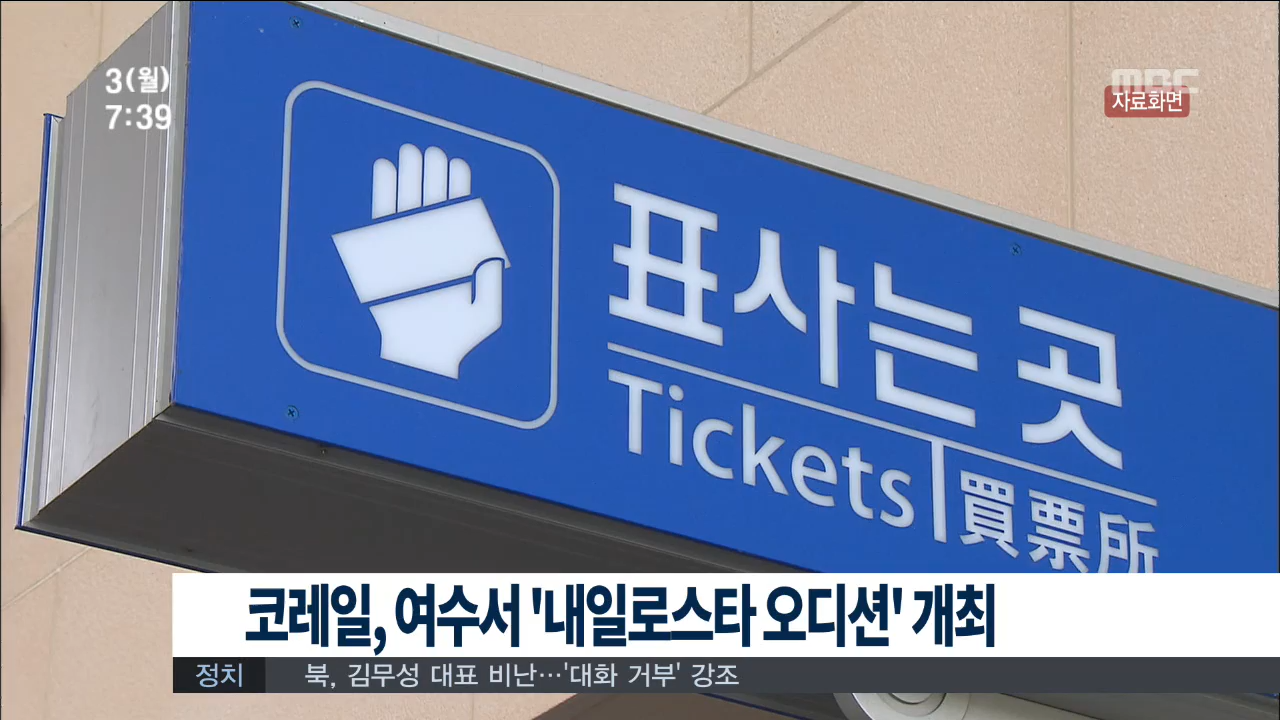 3(월)
7:39
MBC
자료화면
표사는 곳
Tickets
買票所
코레일, 여수서 '내일로스타 오디션' 개최
정치 북, 김무성 대표 비난…'대화 거부' 강조